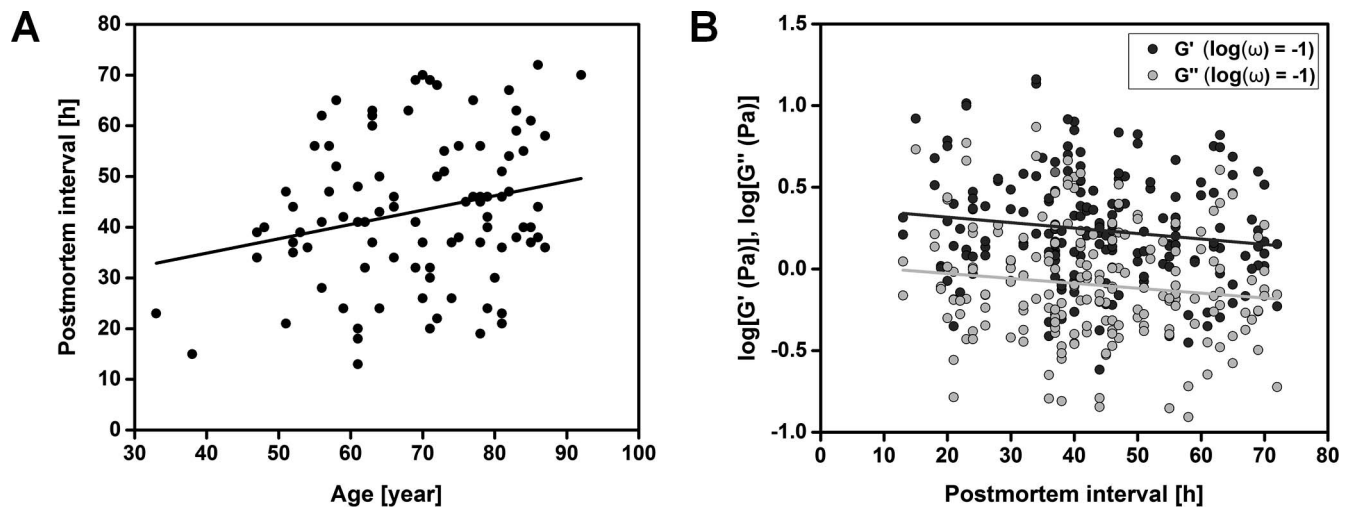 A
80
70
60
50
40
30
20
10
0
Postmortem interval [h]
30 40 50 60 70 80 90 100
Age [year]
B
1.5
1.0
0.5
0.0
-0.5
-1.0
log[G' (Pa)], log[G'' (Pa)]
G' (log(ω) = -1)
G'' (log(ω) = -1)
0 10 20 30 40 50 60 70 80
Postmortem interval [h]